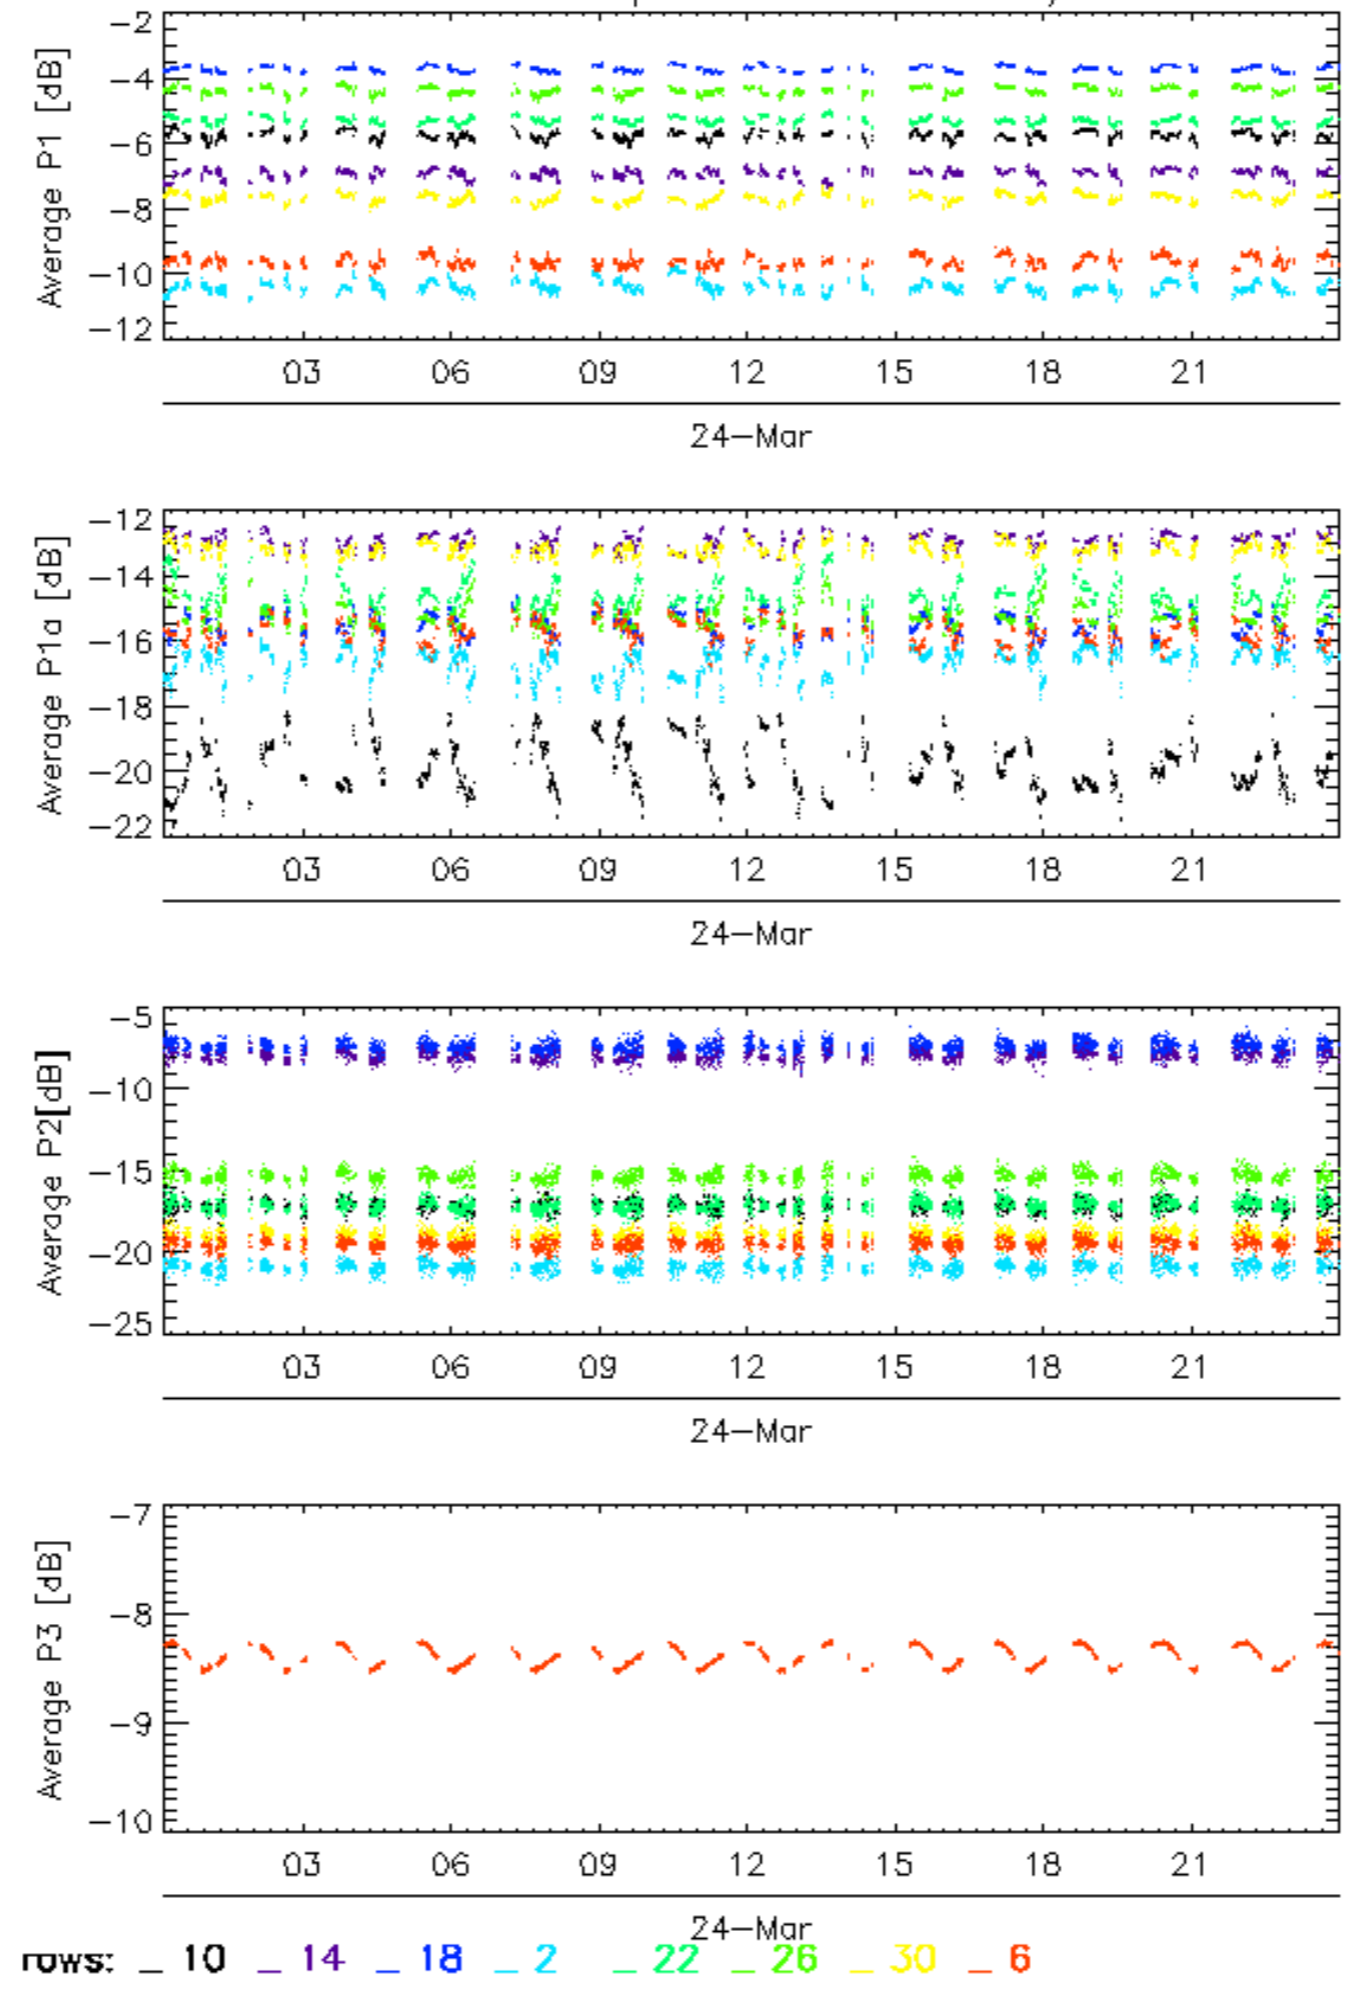 Average P1 [dB]
−2
−4
−6
−8
−10
−12
03 06 09 12 15 18 21
24−Mar
Average P1a [dB]
−12
−14
−16
−18
−20
−22
03 06 09 12 15 18 21
24−Mar
Average P2[dB]
−5
−10
−15
−20
−25
03 06 09 12 15 18 21
24−Mar
Average P3 [dB]
−7
−8
−9
−10
03 06 09 12 15 18 21
24−Mar
rows: _ 10 _ 14 _ 18 _ 2 _ 22 _ 26 _ 30 _ 6